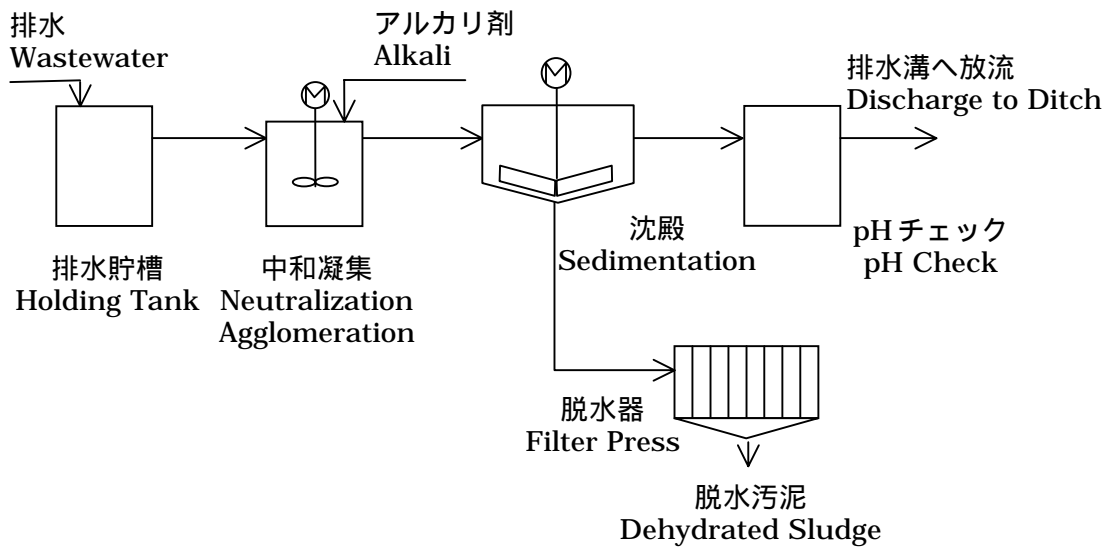 排水
Wastewater
アルカリ剤
Alkali
M
M
排水溝へ放流
Discharge to Ditch
排水貯槽
Holding Tank
中和凝集
Neutralization
Agglomeration
沈殿
Sedimentation
pHチェック
pH Check
脱水器
Filter Press
脱水汚泥
Dehydrated Sludge